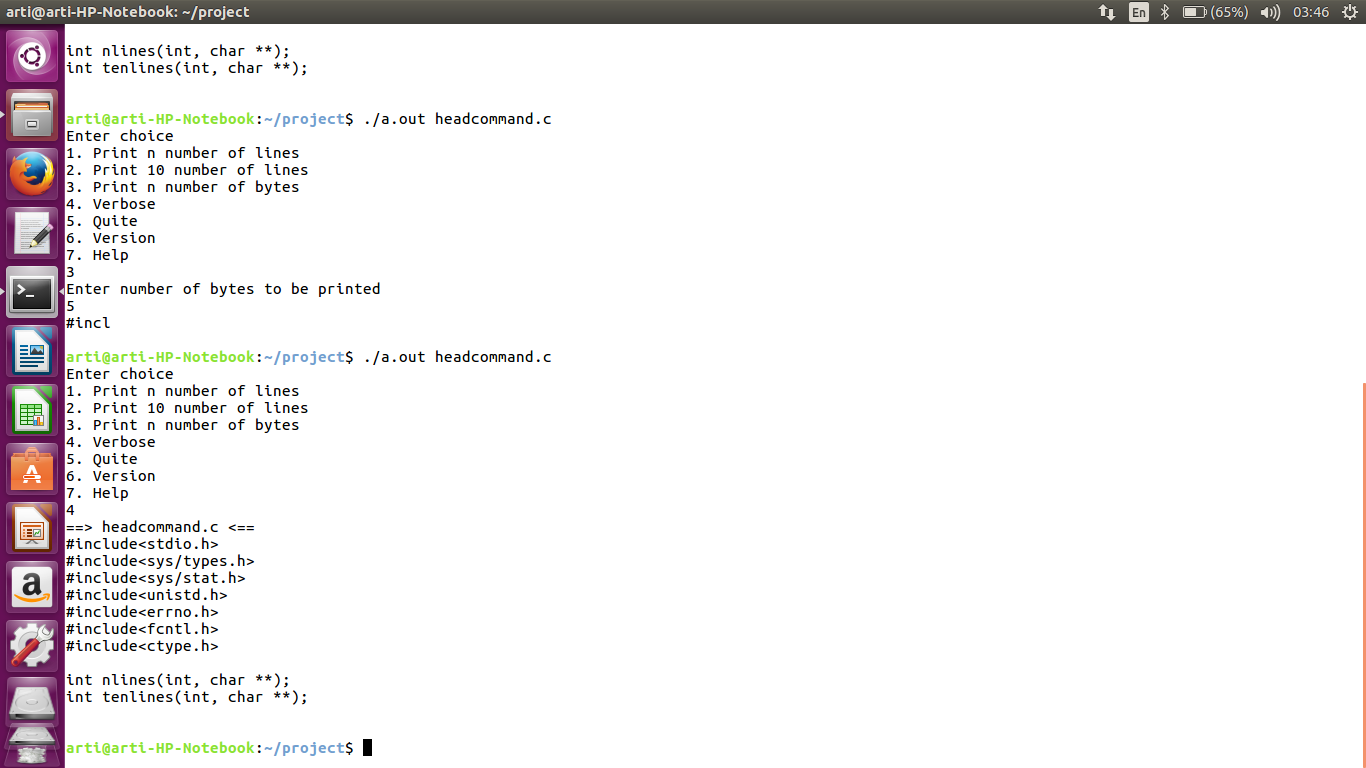 arti@arti-HP-Notebook: ~/project
En
(65%)
03:46
int nlines(int, char **);
int tenlines(int, char **);
arti@arti-HP-Notebook:~/project$ ./a.out headcommand.c
Enter choice
1. Print n number of lines
2. Print 10 number of lines
3. Print n number of bytes
4. Verbose
5. Quite
6. Version
7. Help
3
Enter number of bytes to be printed
5
#incl
arti@arti-HP-Notebook:~/project$ ./a.out headcommand.c
Enter choice
1. Print n number of lines
2. Print 10 number of lines
3. Print n number of bytes
4. Verbose
5. Quite
6. Version
7. Help
4
==> headcommand.c <==
#include<stdio.h>
#include<sys/types.h>
#include<sys/stat.h>
#include<unistd.h>
#include<errno.h>
#include<fcntl.h>
#include<ctype.h>
int nlines(int, char **);
int tenlines(int, char **);
arti@arti-HP-Notebook:~/project$